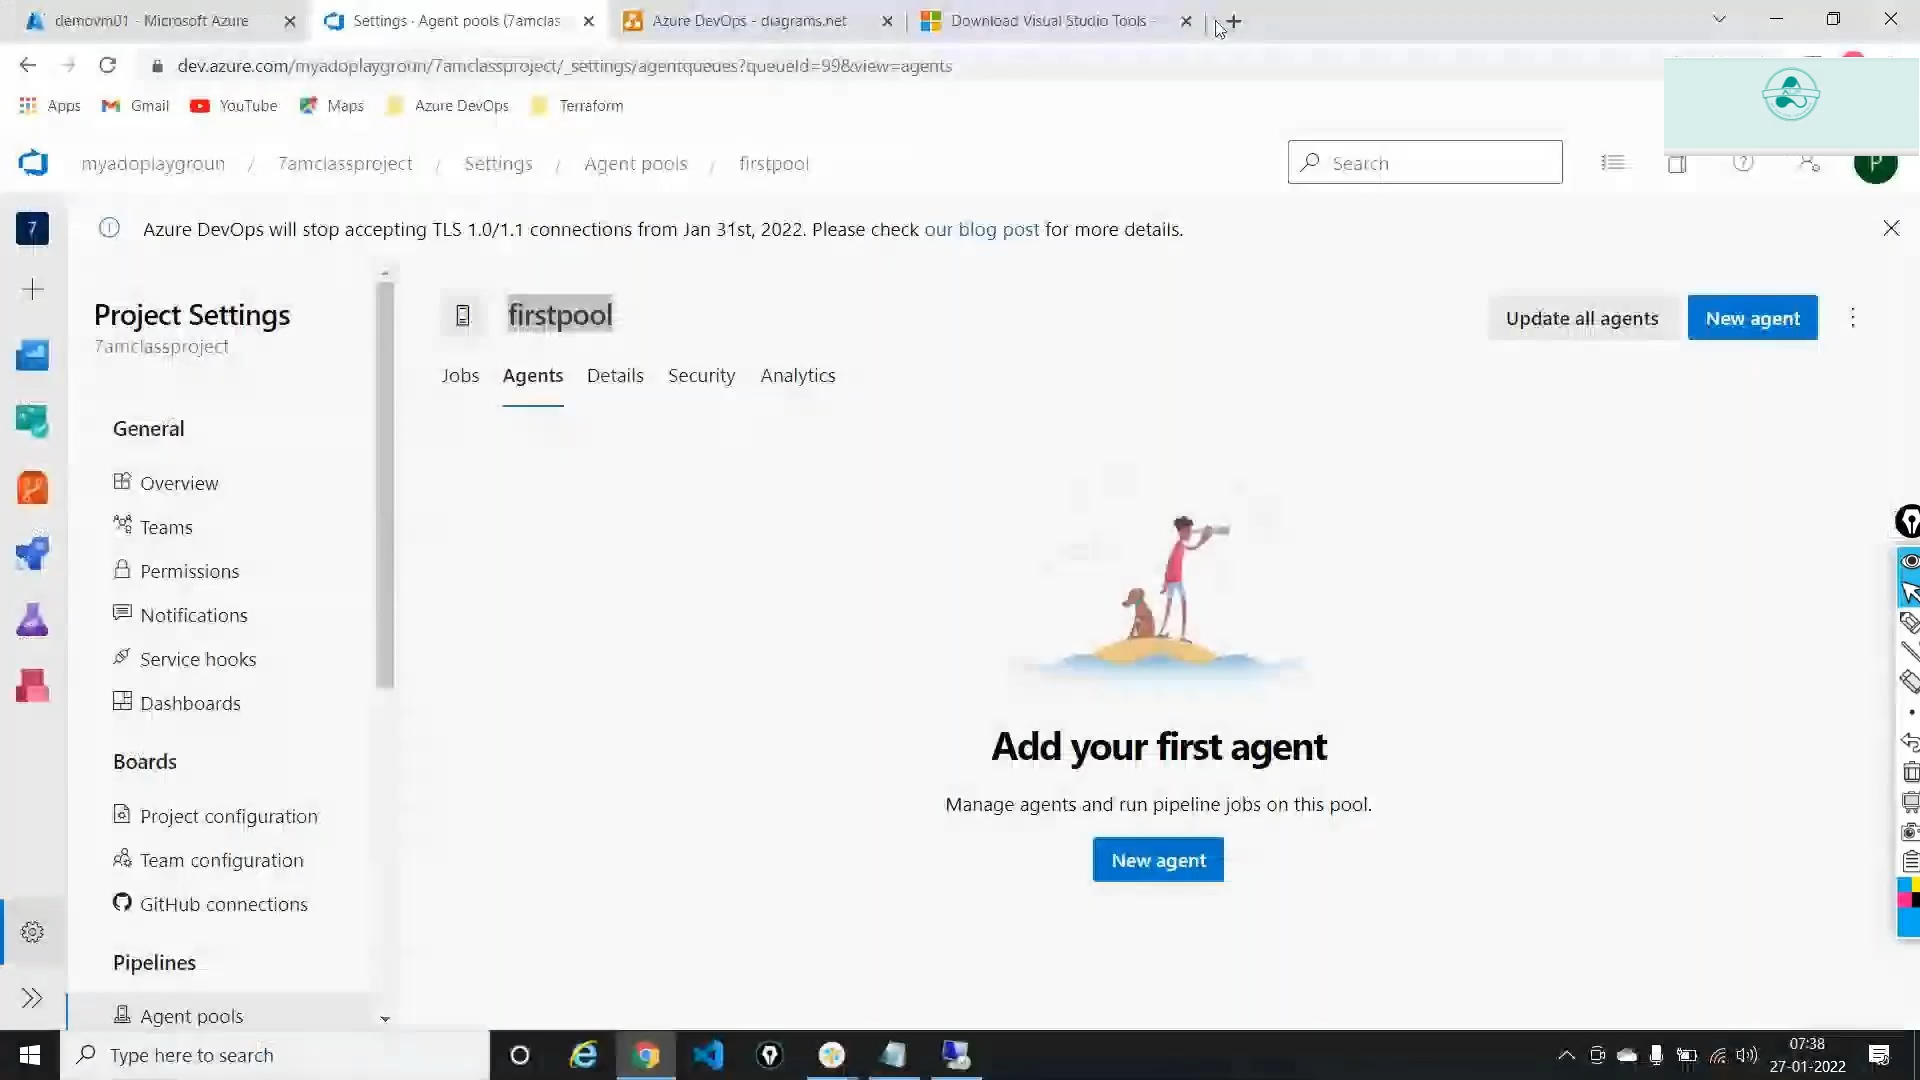 demovm01 - Microsoft Azure
Settings · Agent pools (7amclas
Azure DevOps - diagrams.net
Download Visual Studio Tools -
dev.azure.com/myadoplaygroun/7amclassproject/_settings/agentqueues?queueId=99&view=agents
Apps
Gmail
YouTube
Maps
Azure DevOps
Terraform
myadoplaygroun / 7amclassproject / Settings / Agent pools / firstpool
Search
P
7
Azure DevOps will stop accepting TLS 1.0/1.1 connections from Jan 31st, 2022. Please check our blog post for more details.
Project Settings
7amclassproject
firstpool
Update all agents
New agent
Jobs
Agents
Details
Security
Analytics
General
Overview
Teams
Permissions
Notifications
Service hooks
Dashboards
Boards
Project configuration
Team configuration
GitHub connections
Pipelines
Agent pools
Add your first agent
Manage agents and run pipeline jobs on this pool.
New agent
Type here to search
07:38
27-01-2022